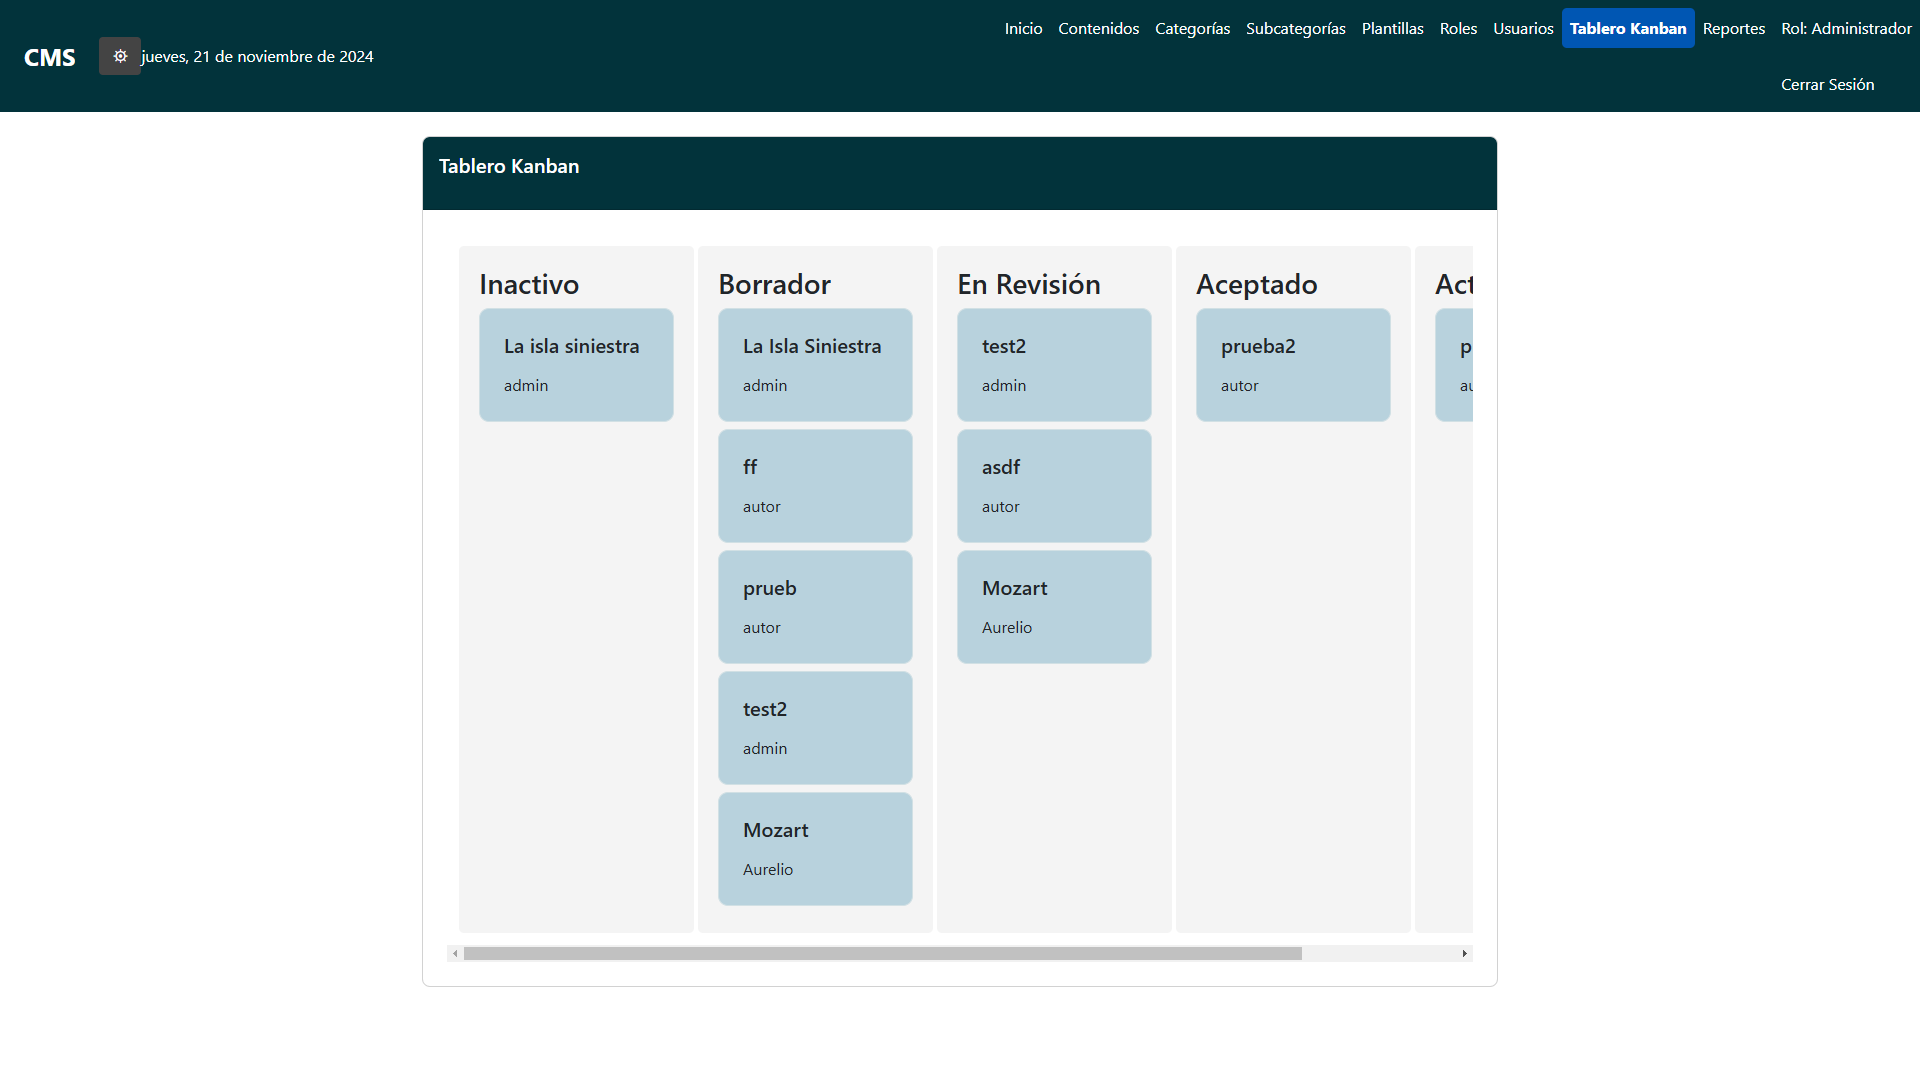 CMS
jueves, 21 de noviembre de 2024
Inicio Contenidos Categorías Subcategorías Plantillas Roles Usuarios Tablero Kanban Reportes Rol: Administrador
Cerrar Sesión
Tablero Kanban
Inactivo
La isla siniestra
admin
Borrador
La Isla Siniestra
admin
ff
autor
prueb
autor
test2
admin
Mozart
Aurelio
En Revisión
test2
admin
asdf
autor
Mozart
Aurelio
Aceptado
prueba2
autor
Act
p
au